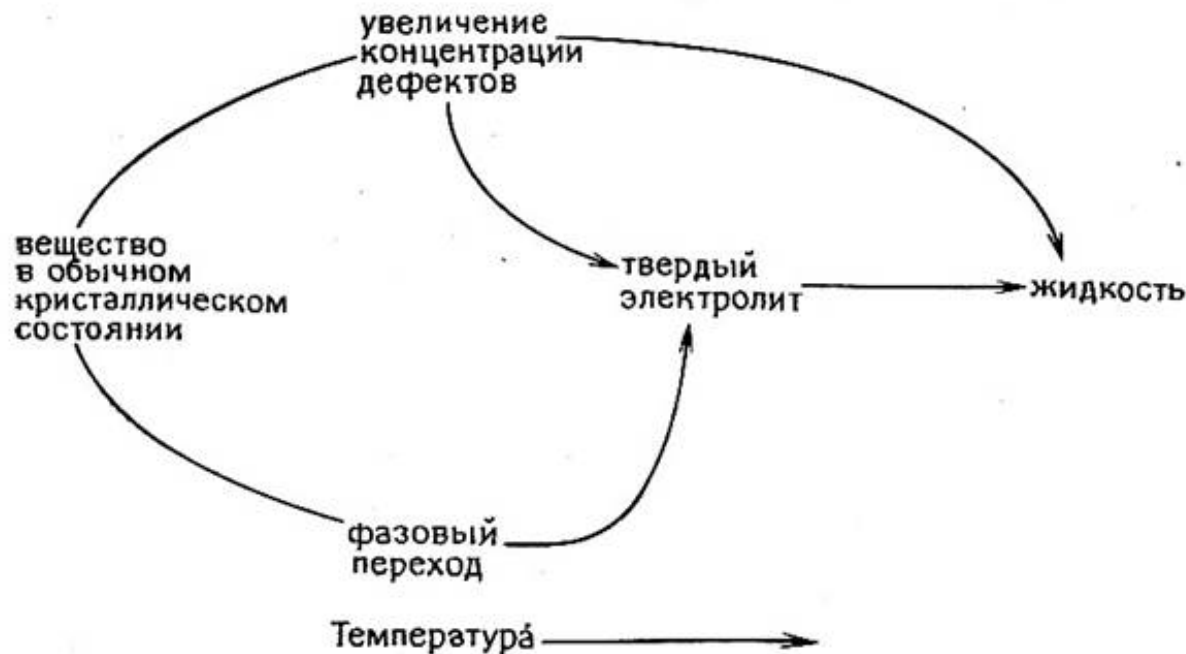 увеличение
концентрации
дефектов
вещество
в обычном
кристаллическом
состоянии
твердый
электролит
жидкость
фазовый
переход
Температура